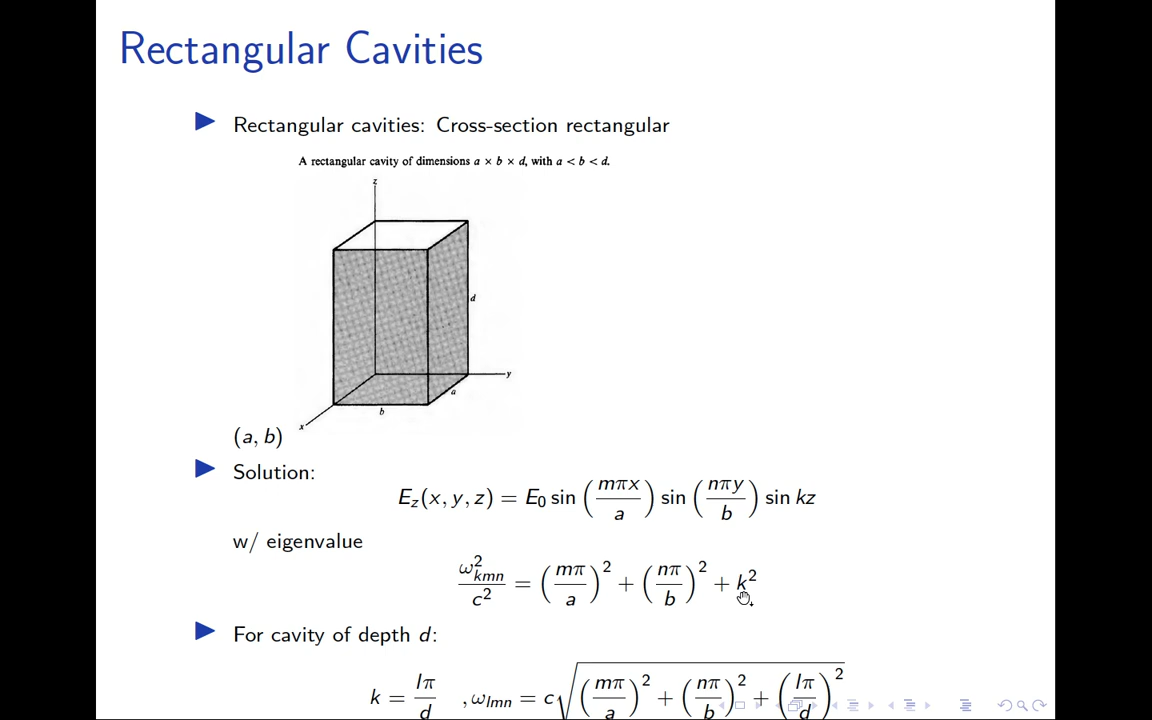 Rectangular Cavities
Rectangular cavities: Cross-section rectangular
A rectangular cavity of dimensions a × b × d, with a < b < d.
z
d
y
a
b
x
(a, b)
Solution:
E_z(x, y, z) = E_0 sin (mπx/a) sin (nπy/b) sin kz
w/ eigenvalue
ω²_kmn/c² = (mπ/a)² + (nπ/b)² + k²
For cavity of depth d:
k = lπ/d , ω_lmn = c√((mπ/a)² + (nπ/b)² + (lπ/d)²)